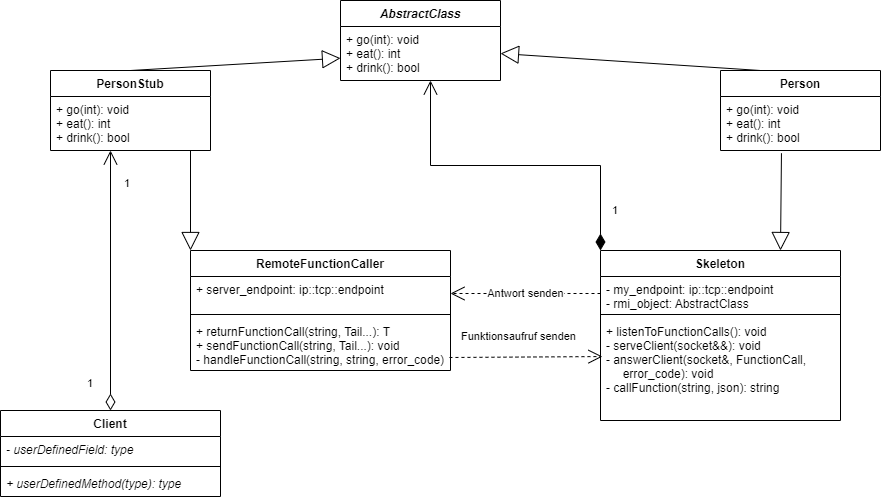 AbstractClass
+ go(int): void
+ eat(): int
+ drink(): bool
PersonStub
+ go(int): void
+ eat(): int
+ drink(): bool
Person
+ go(int): void
+ eat(): int
+ drink(): bool
1
1
RemoteFunctionCaller
+ server_endpoint: ip::tcp::endpoint
+ returnFunctionCall(string, Tail...): T
+ sendFunctionCall(string, Tail...): void
- handleFunctionCall(string, string, error_code)
Antwort senden
Funktionsaufruf senden
Skeleton
- my_endpoint: ip::tcp::endpoint
- rmi_object: AbstractClass
+ listenToFunctionCalls(): void
- serveClient(socket&&): void
- answerClient(socket&, FunctionCall,
error_code): void
- callFunction(string, json): string
1
Client
- userDefinedField: type
+ userDefinedMethod(type): type